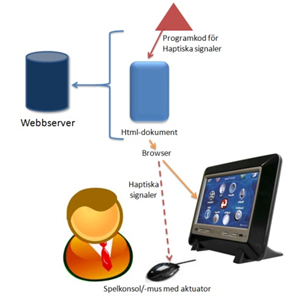 Programkod för
Haptiska signaler
Webbserver
Html-dokument
Browser
Haptiska
signaler
Spelkonsol/-mus med aktuator